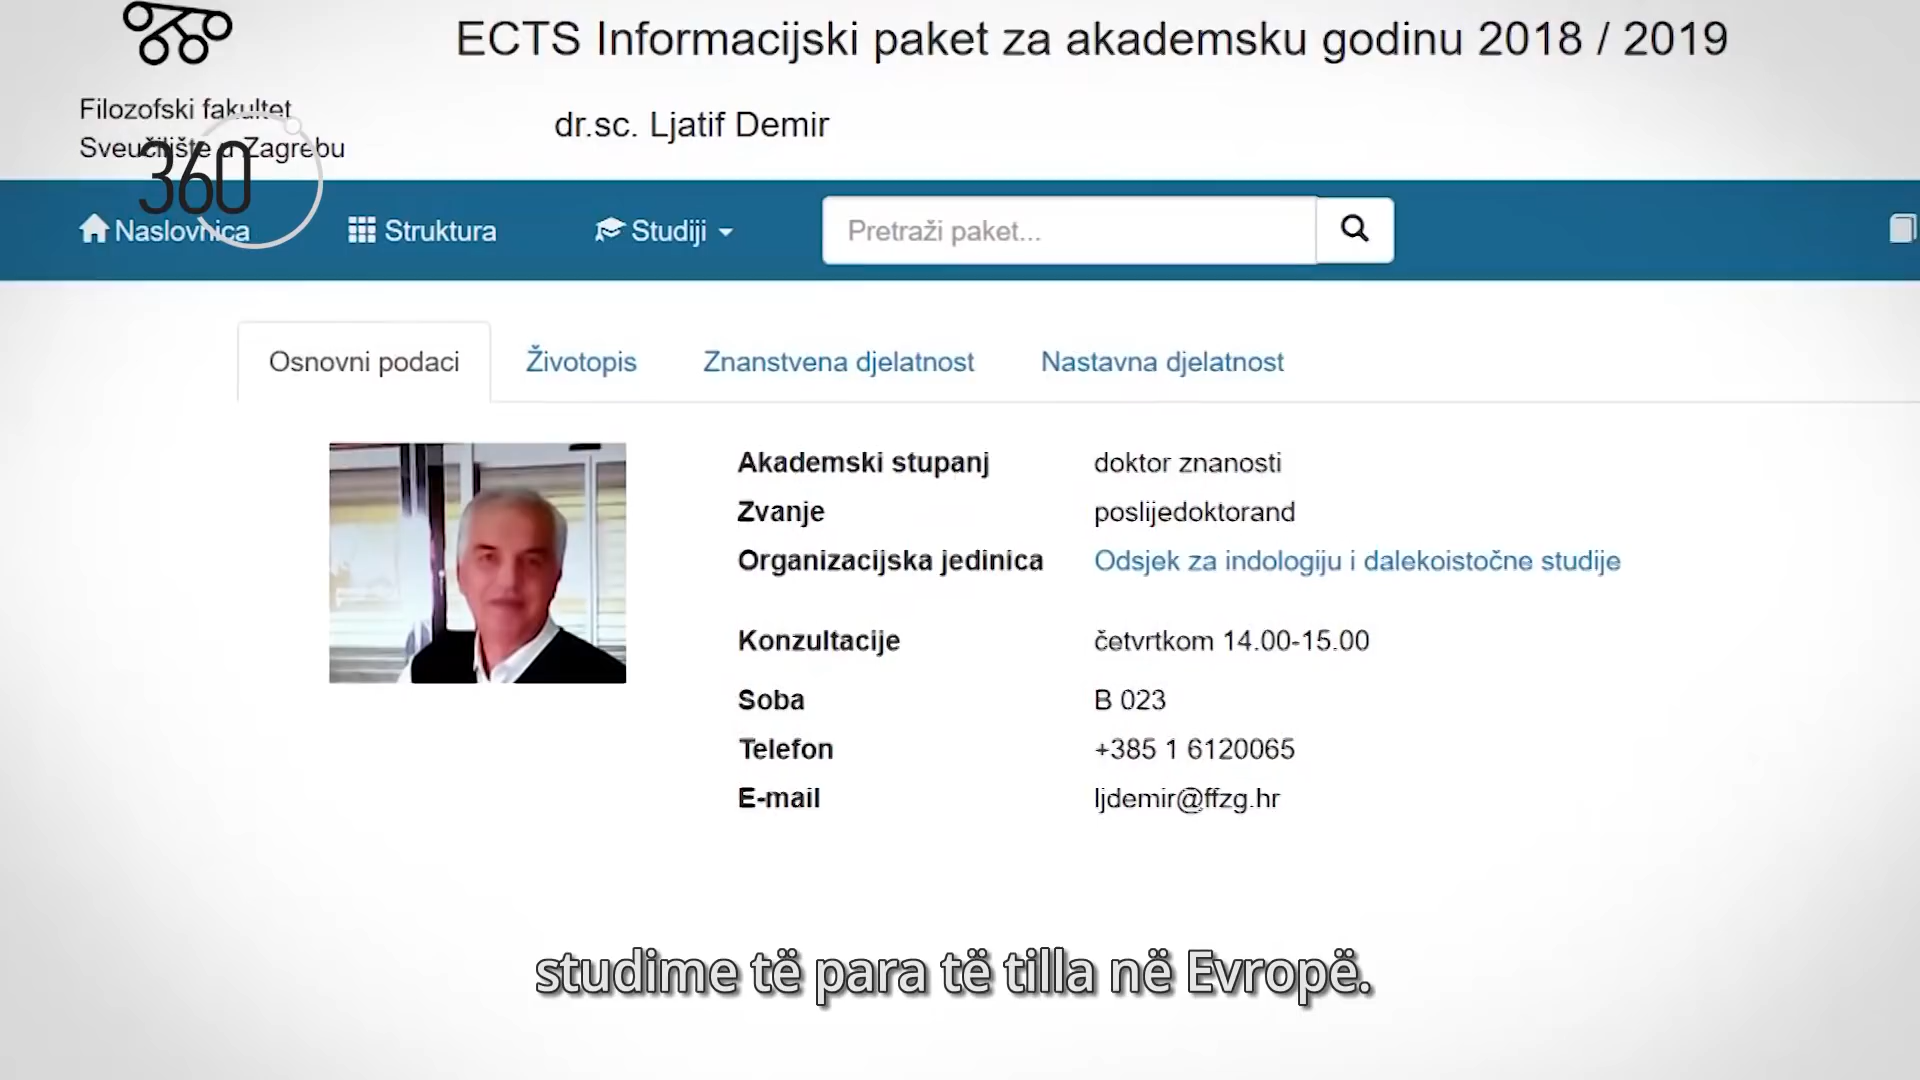 ECTS Informacijski paket za akademsku godinu 2018 / 2019
Filozofski fakultet
Sveučilište u Zagrebu
dr.sc. Ljatif Demir
360
Naslovnica Struktura Studiji Pretraži paket...
Osnovni podaci Životopis Znanstvena djelatnost Nastavna djelatnost
Akademski stupanj doktor znanosti
Zvanje poslijedoktorand
Organizacijska jedinica Odsjek za indologiju i dalekoistočne studije
Konzultacije četvrtkom 14.00-15.00
Soba B 023
Telefon +385 1 6120065
E-mail ljdemir@ffzg.hr
studime të para të tilla në Evropë.